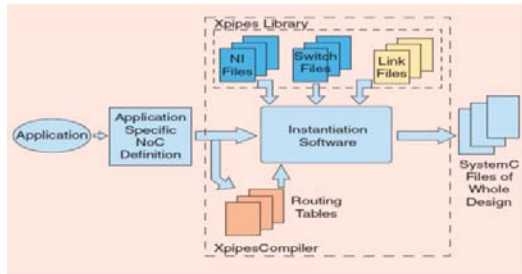 Xpipes Library
NI
Files
Switch
Files
Link
Files
Application
Application
Specific
NoC
Definition
Instantiation
Software
SystemC
Files of
Whole
Design
Routing
Tables
XpipesCompiler